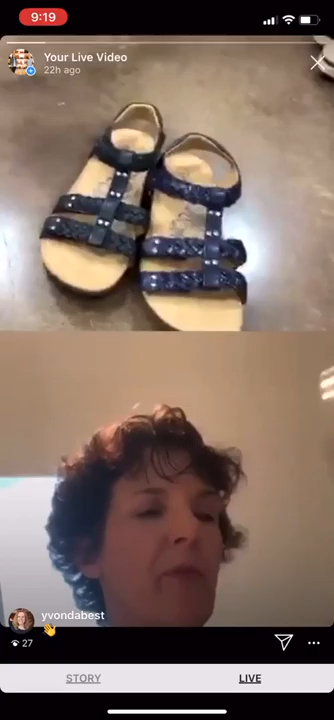 9:19
Your Live Video
22h ago
yvondabest
👋
27
STORY
LIVE